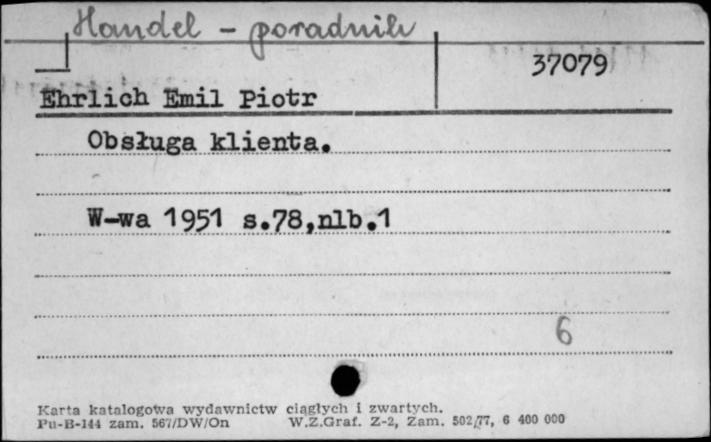 Handel - poradnik
37079
Ehrlich Emil Piotr
Obsługa klienta.
W-wa 1951 s.78,nlb.1
6
Karta katalogowa wydawnictw ciągłych i zwartych.
Pu-B-144 zam. 567/DW/On W.Z.Graf. Z-2, Zam. 502/77, 6 400 000